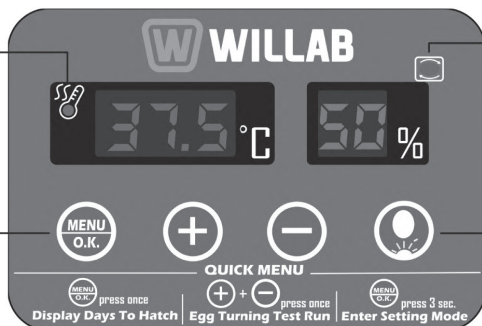 W WILLAB
37.5 °C 50 %
MENU
O.K.
+ −
QUICK MENU
MENU O.K. press once + + − press once MENU O.K. press 3 sec.
Display Days To Hatch Egg Turning Test Run Enter Setting Mode